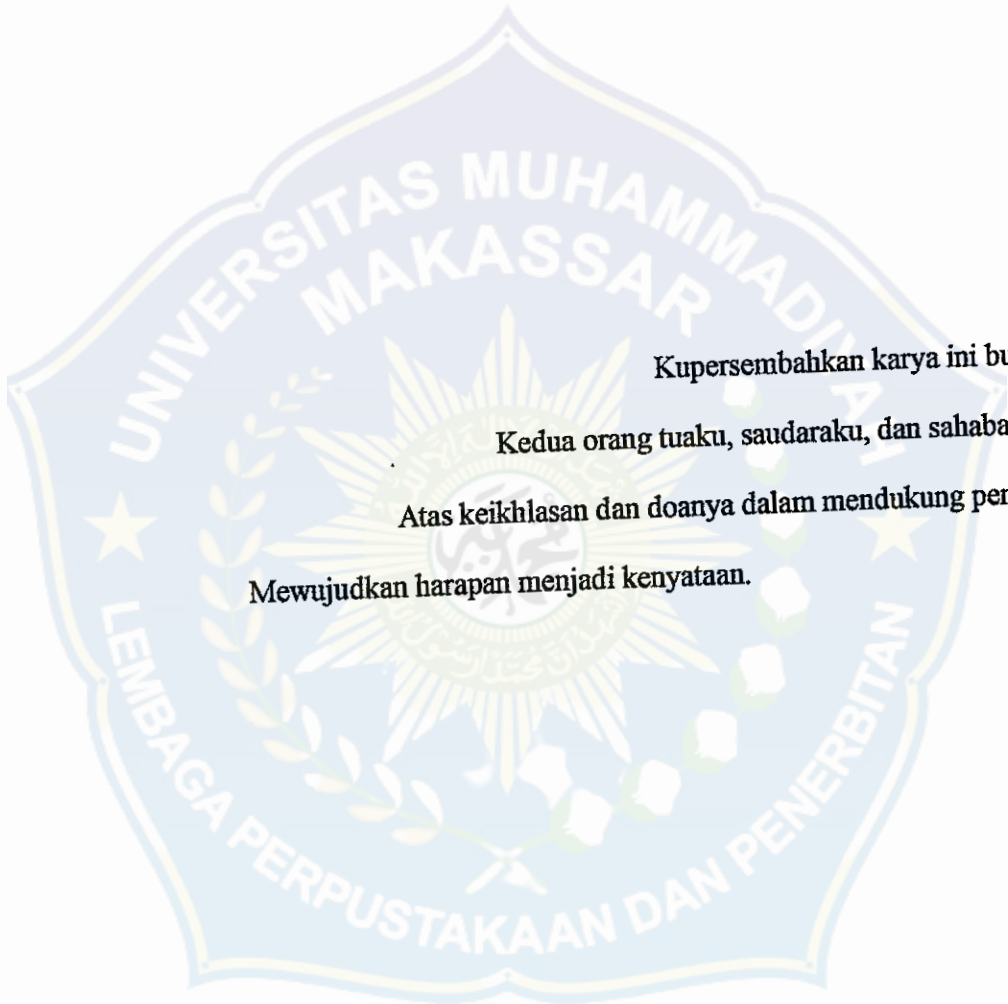 UNIVERSITAS MUHAMMADIYAH
MAKASSAR
Kupersembahkan karya ini
Kedua orang tuaku, saudaraku, dan
Atas keikhlasan dan doanya dalam mendukung
Mewujudkan harapan menjadi kenyataan.
LEMBAGA PERPUSTAKAAN DAN PENERBITAN